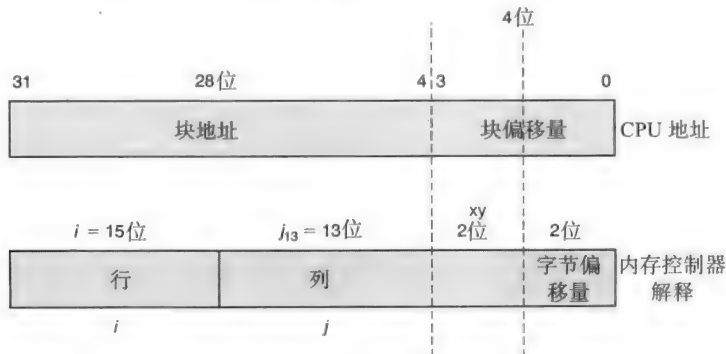 4位
31 28位 4 3 0
块地址 块偏移量 CPU 地址
xy
i = 15位 j₁₃ = 13位 2位 2位
行 列 字节偏移量 内存控制器解释
i j